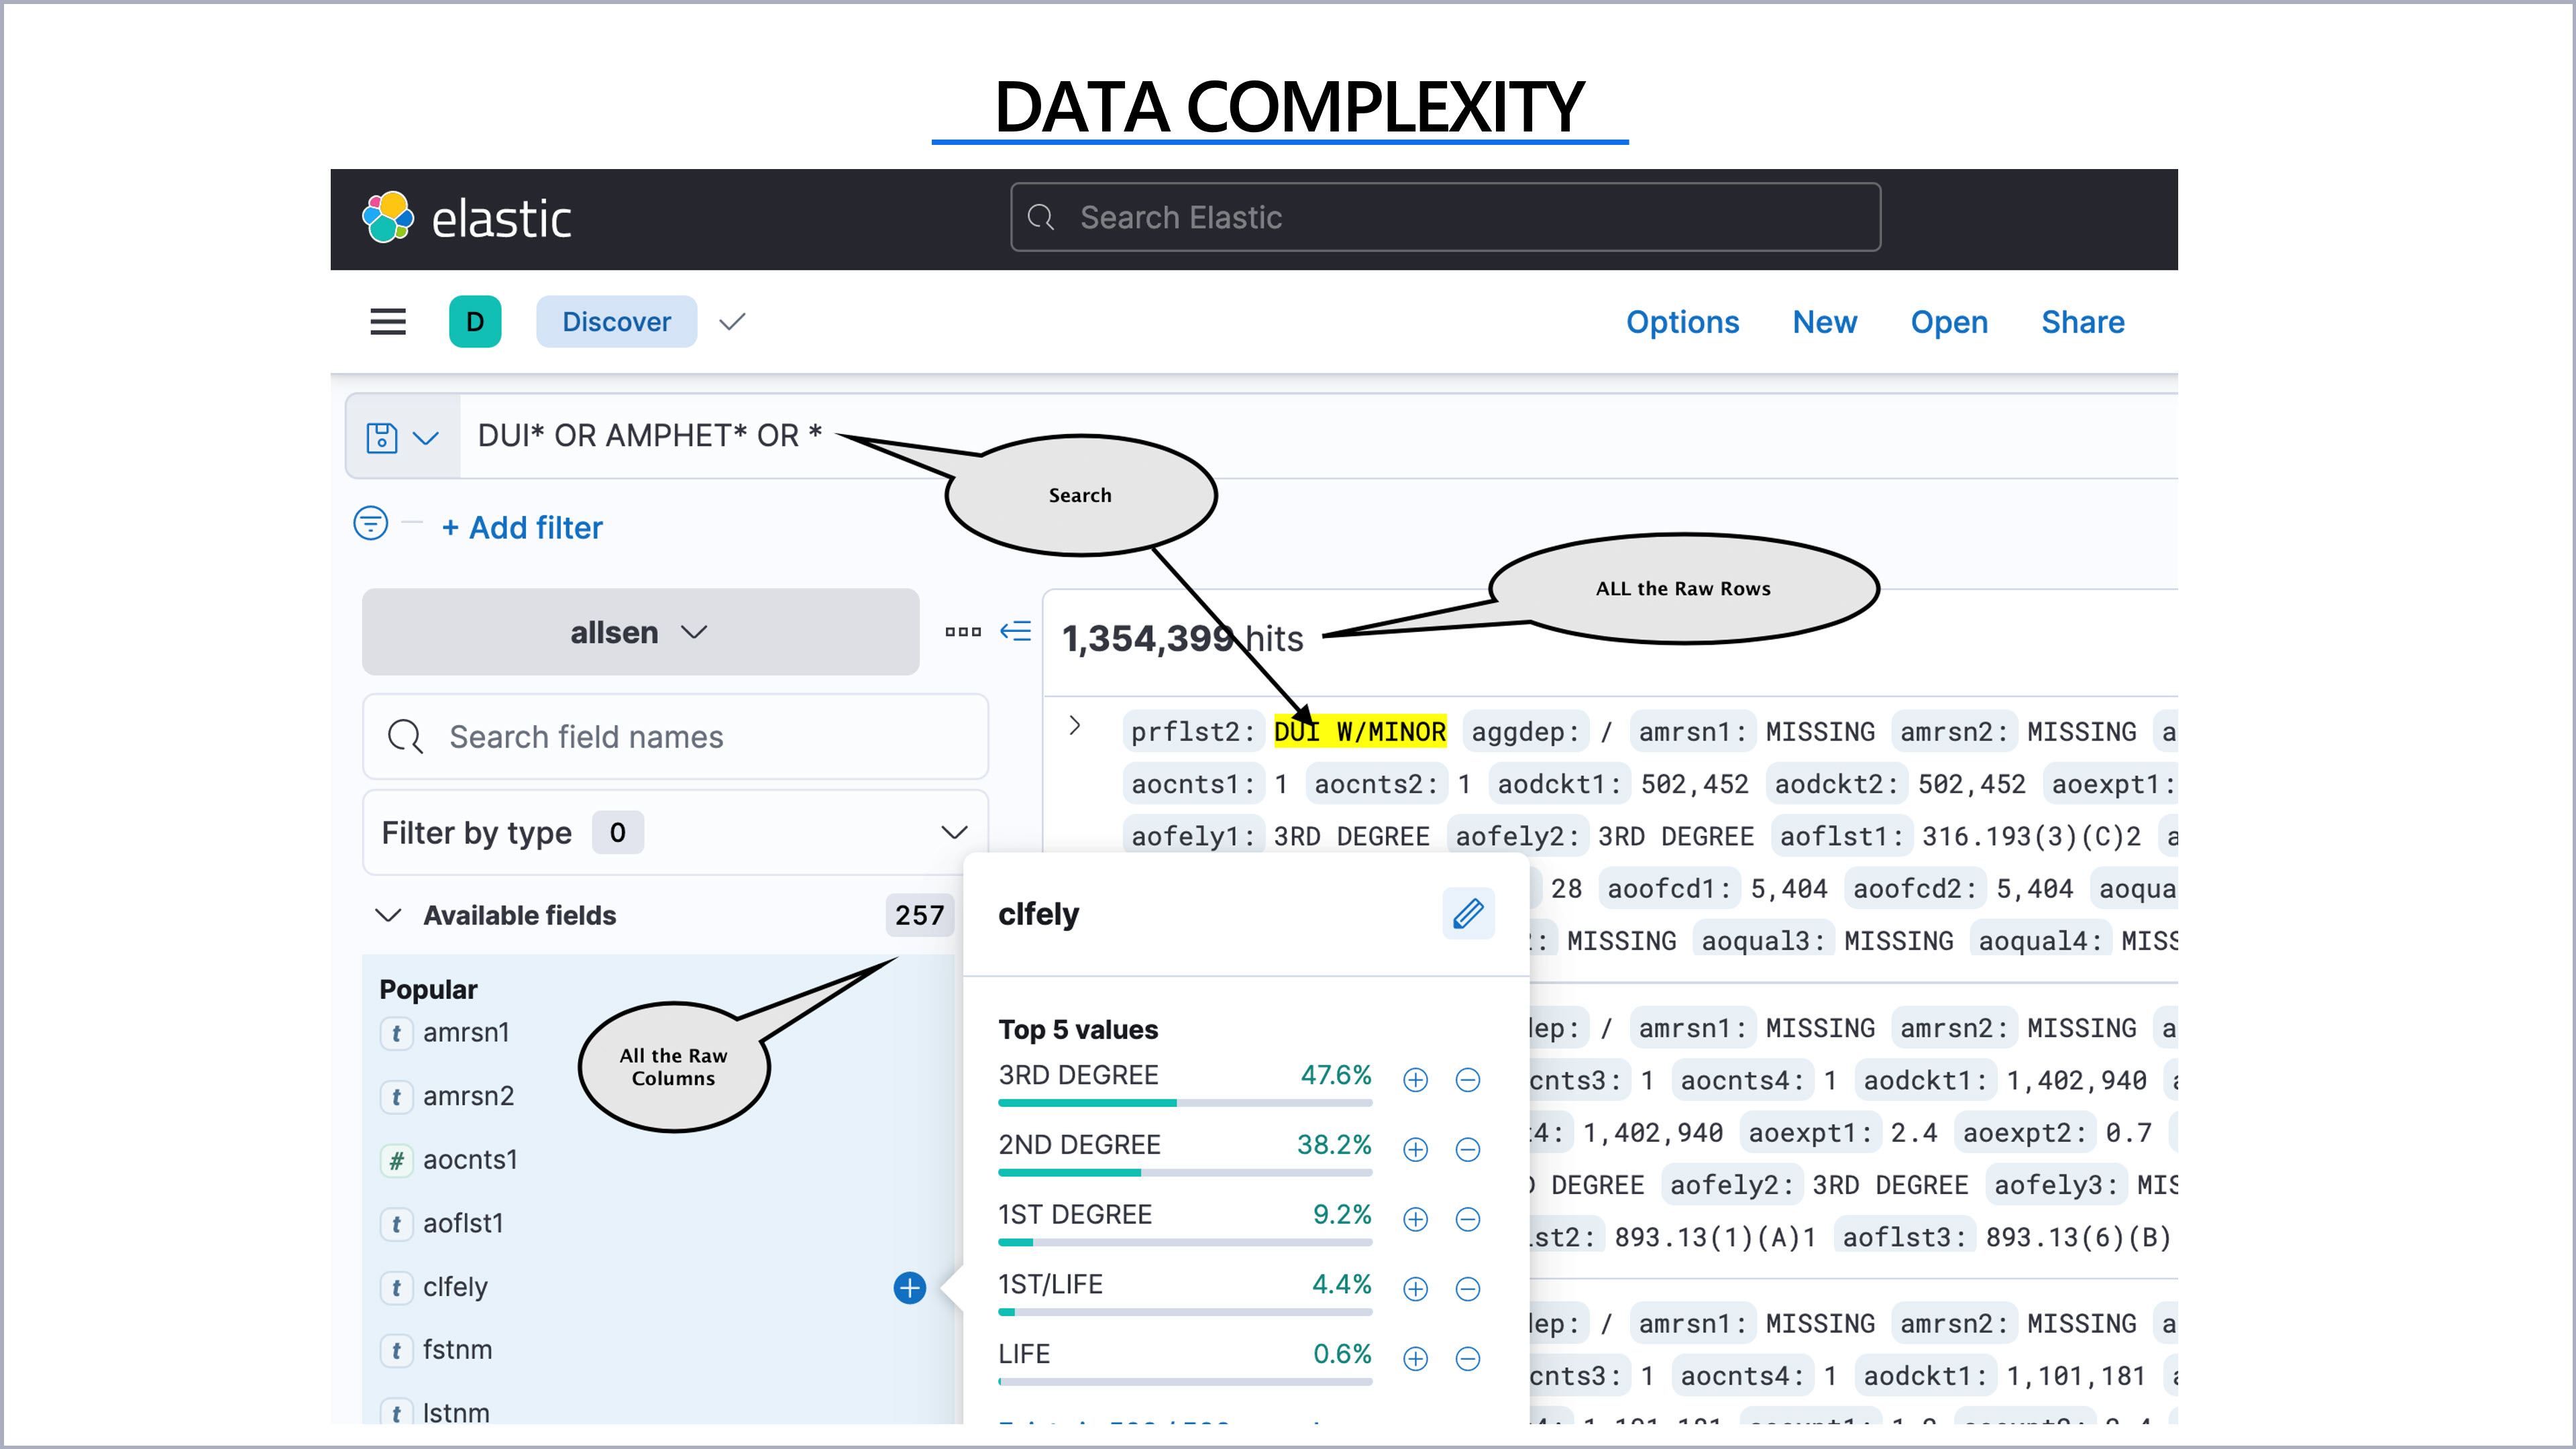 DATA COMPLEXITY
elastic
Search Elastic
D Discover
Options New Open Share
DUI* OR AMPHET* OR *
Search
+ Add filter
ALL the Raw Rows
allsen
1,354,399 hits
Search field names
Filter by type 0
Available fields 257
Popular
amrsn1
amrsn2
aocnts1
aoflst1
clfely
fstnm
lstnm
All the Raw
Columns
prflst2: DUI W/MINOR aggdep: / amrsn1: MISSING amrsn2: MISSING a
aocnts1: 1 aocnts2: 1 aodckt1: 502,452 aodckt2: 502,452 aoexpt1:
aofely1: 3RD DEGREE aofely2: 3RD DEGREE aoflst1: 316.193(3)(C)2 a
28 aoofcd1: 5,404 aoofcd2: 5,404 aoqua
: MISSING aoqual3: MISSING aoqual4: MISS
clfely
Top 5 values
3RD DEGREE 47.6%
2ND DEGREE 38.2%
1ST DEGREE 9.2%
1ST/LIFE 4.4%
LIFE 0.6%
ep: / amrsn1: MISSING amrsn2: MISSING a
cnts3: 1 aocnts4: 1 aodckt1: 1,402,940
4: 1,402,940 aoexpt1: 2.4 aoexpt2: 0.7
DEGREE aofely2: 3RD DEGREE aofely3: MIS
st2: 893.13(1)(A)1 aoflst3: 893.13(6)(B)
ep: / amrsn1: MISSING amrsn2: MISSING a
cnts3: 1 aocnts4: 1 aodckt1: 1,101,181